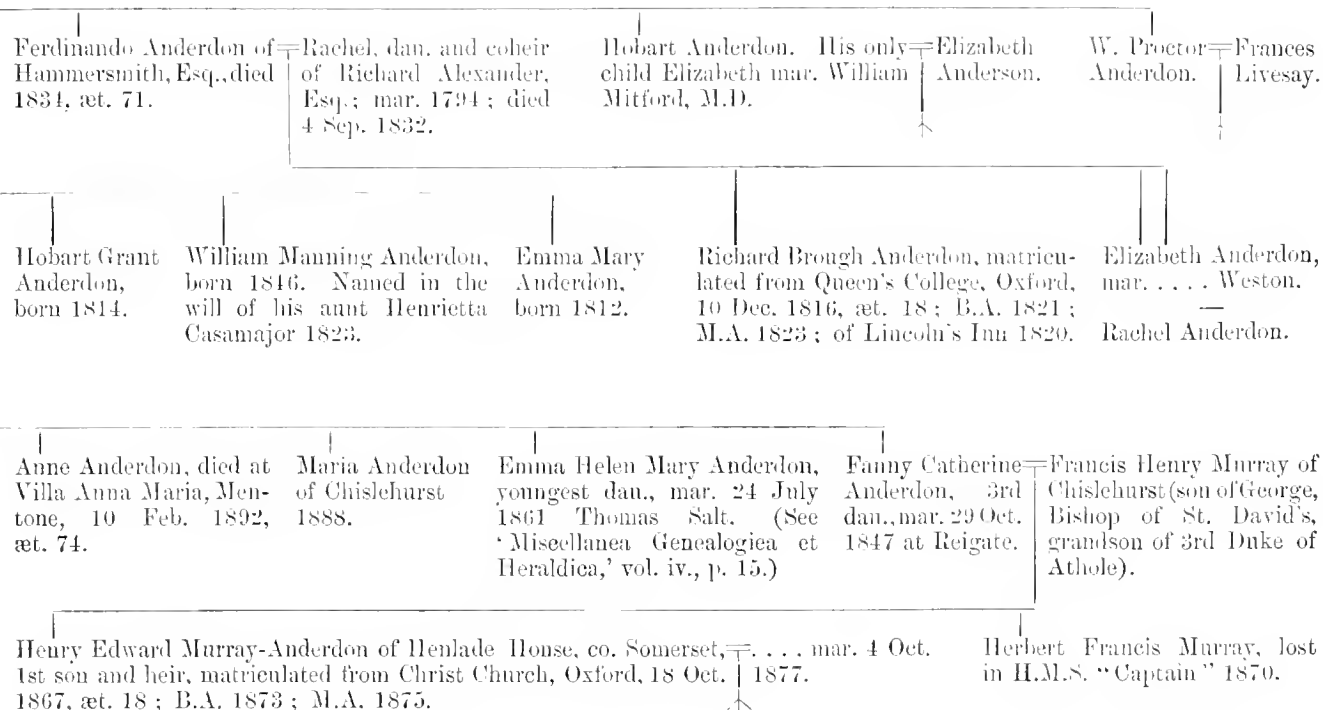 Ferdinando Anderdon of
Hammersmith, Esq., died
1834, æt. 71.
Rachel, dau. and coheir
of Richard Alexander,
Esq.; mar. 1794; died
4 Sep. 1832.
Hobart Anderdon. His only
child Elizabeth mar. William
Mitford, M.D.
Elizabeth
Anderson.
W. Proctor
Anderdon.
Frances
Livesay.
Hobart Grant
Anderdon,
born 1814.
William Manning Anderdon,
born 1816. Named in the
will of his aunt Henrietta
Casamajor 1823.
Emma Mary
Anderdon,
born 1812.
Richard Brough Anderdon, matricu-
lated from Queen's College, Oxford,
10 Dec. 1816, æt. 18; B.A. 1821;
M.A. 1823; of Lincoln's Inn 1820.
Elizabeth Anderdon,
mar. . . . . Weston.
—
Rachel Anderdon.
Anne Anderdon, died at
Villa Anna Maria, Men-
tone, 10 Feb. 1892,
æt. 74.
Maria Anderdon
of Chislehurst
1888.
Emma Helen Mary Anderdon,
youngest dau., mar. 24 July
1861 Thomas Salt. (See
‘Miscellanea Genealogica et
Heraldica,’ vol. iv., p. 15.)
Fanny Catherine
Anderdon, 3rd
dau., mar. 29 Oct.
1847 at Reigate.
Francis Henry Murray of
Chislehurst (son of George,
Bishop of St. David's,
grandson of 3rd Duke of
Athole).
Henry Edward Murray-Anderdon of Henlade House, co. Somerset,
1st son and heir, matriculated from Christ Church, Oxford, 18 Oct.
1867, æt. 18; B.A. 1873; M.A. 1875.
. . . . mar. 4 Oct.
1877.
Herbert Francis Murray, lost
in H.M.S. “Captain” 1870.